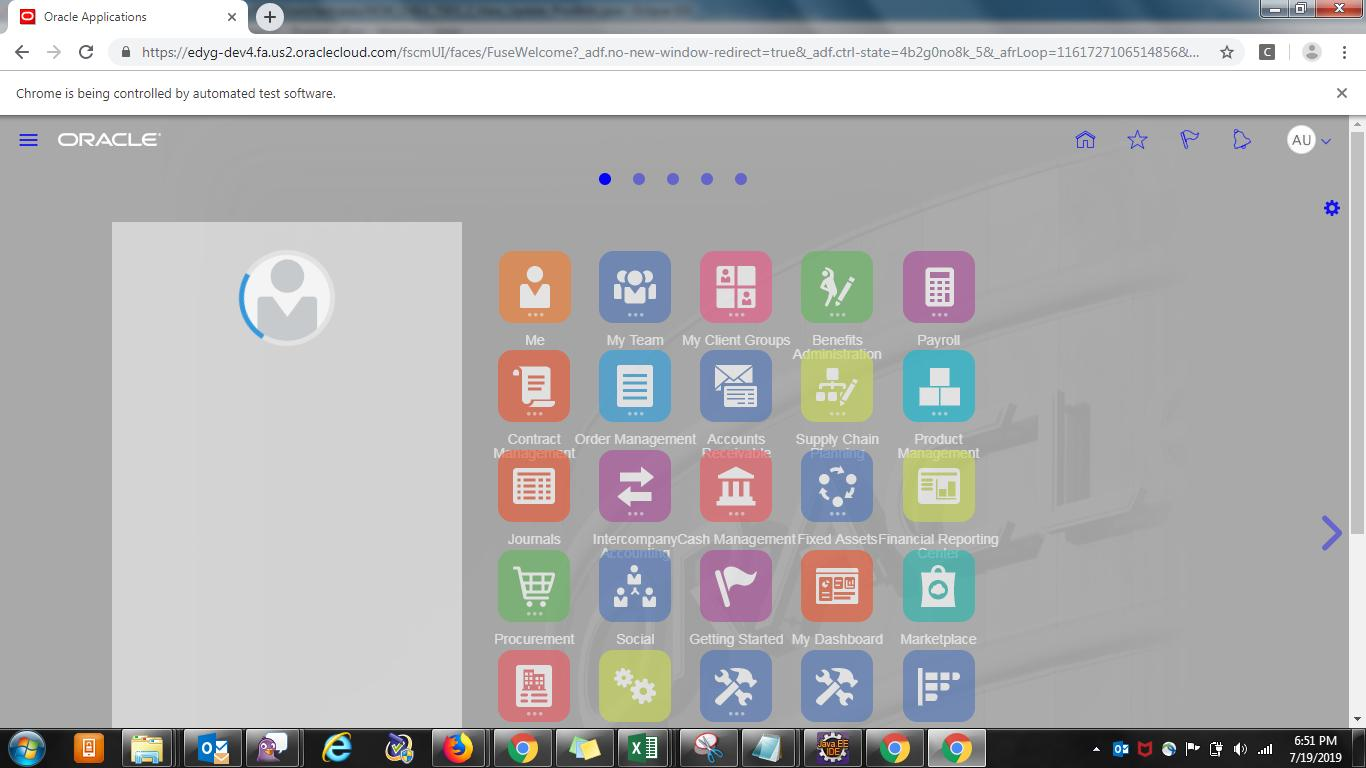 Oracle Applications
https://edyg-dev4.fa.us2.oraclecloud.com/fscmUI/faces/FuseWelcome?_adf.no-new-window-redirect=true&_adf.ctrl-state=4b2g0no8k_5&_afrLoop=1161727106514856&...
C
Chrome is being controlled by automated test software.
ORACLE
AU
Me
My Team
My Client Groups
Benefits
Administration
Payroll
Contract
Management
Order Management
Accounts
Receivable
Supply Chain
Planning
Product
Management
Journals
Intercompany
Accounting
Cash Management
Fixed Assets
Financial Reporting
Center
Procurement
Social
Getting Started
My Dashboard
Marketplace
Java EE
IDE
6:51 PM
7/19/2019